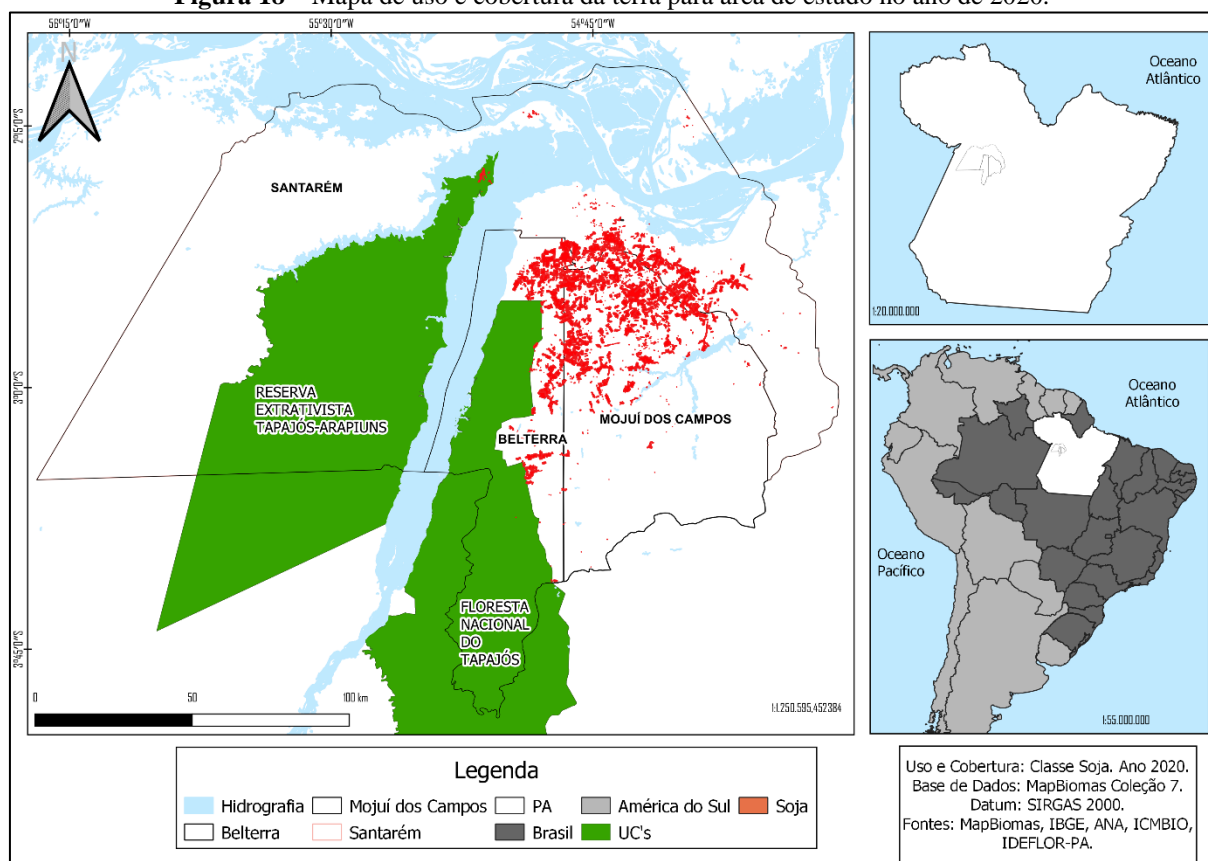 Figura 18 – Mapa de uso e cobertura da terra para área de estudo no ano de 2020.
56°15'0"W 55°30'0"W 54°45'0"W
N
2°15'0"S
3°0'0"S
3°45'0"S
SANTARÉM
RESERVA
EXTRATIVISTA
TAPAJÓS-ARAPIUNS
BELTERRA
MOJUÍ DOS CAMPOS
FLORESTA
NACIONAL
DO
TAPAJÓS
0 50 100 km
1:1.250.595,452384
Oceano
Atlântico
1:20.000.000
Oceano
Atlântico
Oceano
Pacífico
1:55.000.000
Legenda
Hidrografia Mojuí dos Campos PA América do Sul Soja
Belterra Santarém Brasil UC's
Uso e Cobertura: Classe Soja. Ano 2020.
Base de Dados: MapBiomas Coleção 7.
Datum: SIRGAS 2000.
Fontes: MapBiomas, IBGE, ANA, ICMBIO,
IDEFLOR-PA.